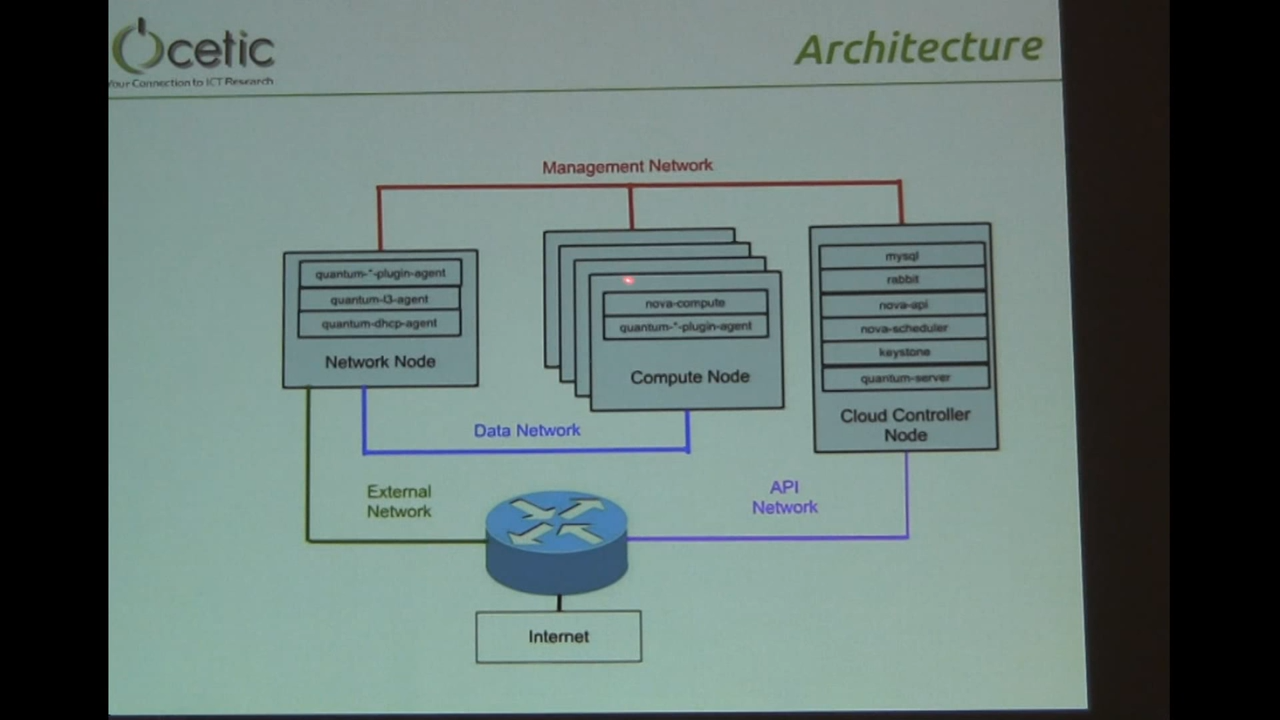 cetic
Your Connection to ICT Research
Architecture
Management Network
quantum-*-plugin-agent
quantum-l3-agent
quantum-dhcp-agent
Network Node
nova-compute
quantum-*-plugin-agent
Compute Node
mysql
rabbit
nova-api
nova-scheduler
keystone
quantum-server
Cloud Controller
Node
Data Network
External
Network
API
Network
Internet